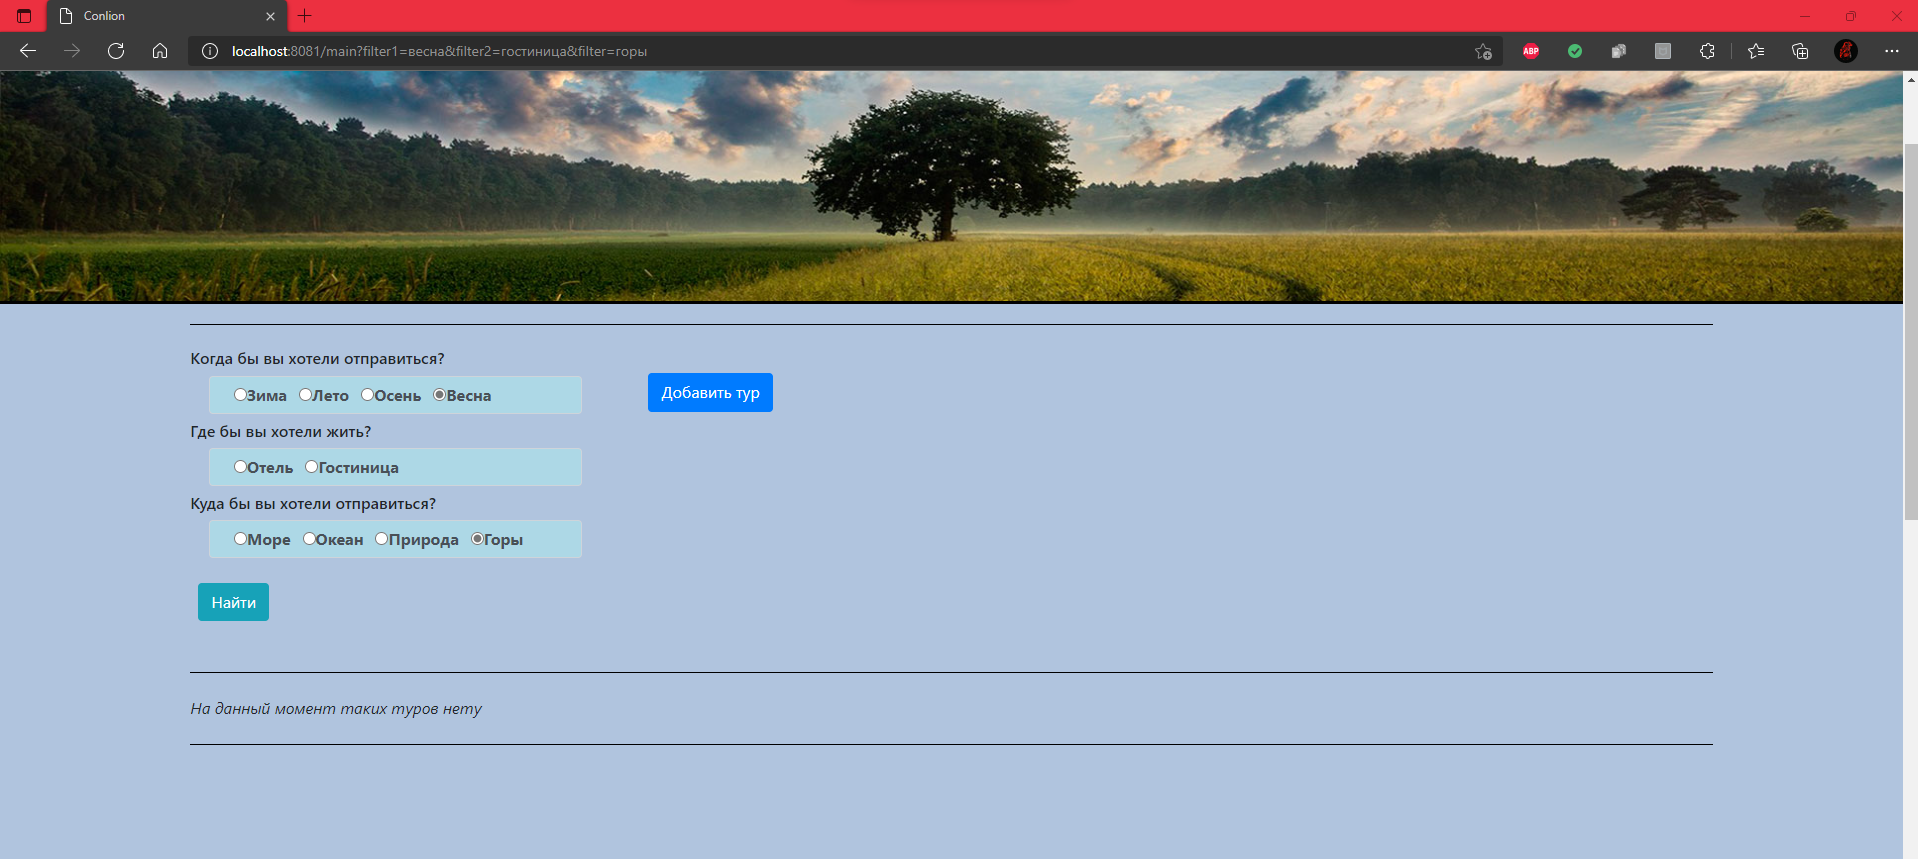 Conlion
localhost:8081/main?filter1=весна&filter2=гостиница&filter=горы
ABP
Когда бы вы хотели отправиться?
Зима Лето Осень Весна
Добавить тур
Где бы вы хотели жить?
Отель Гостиница
Куда бы вы хотели отправиться?
Море Океан Природа Горы
Найти
На данный момент таких туров нету